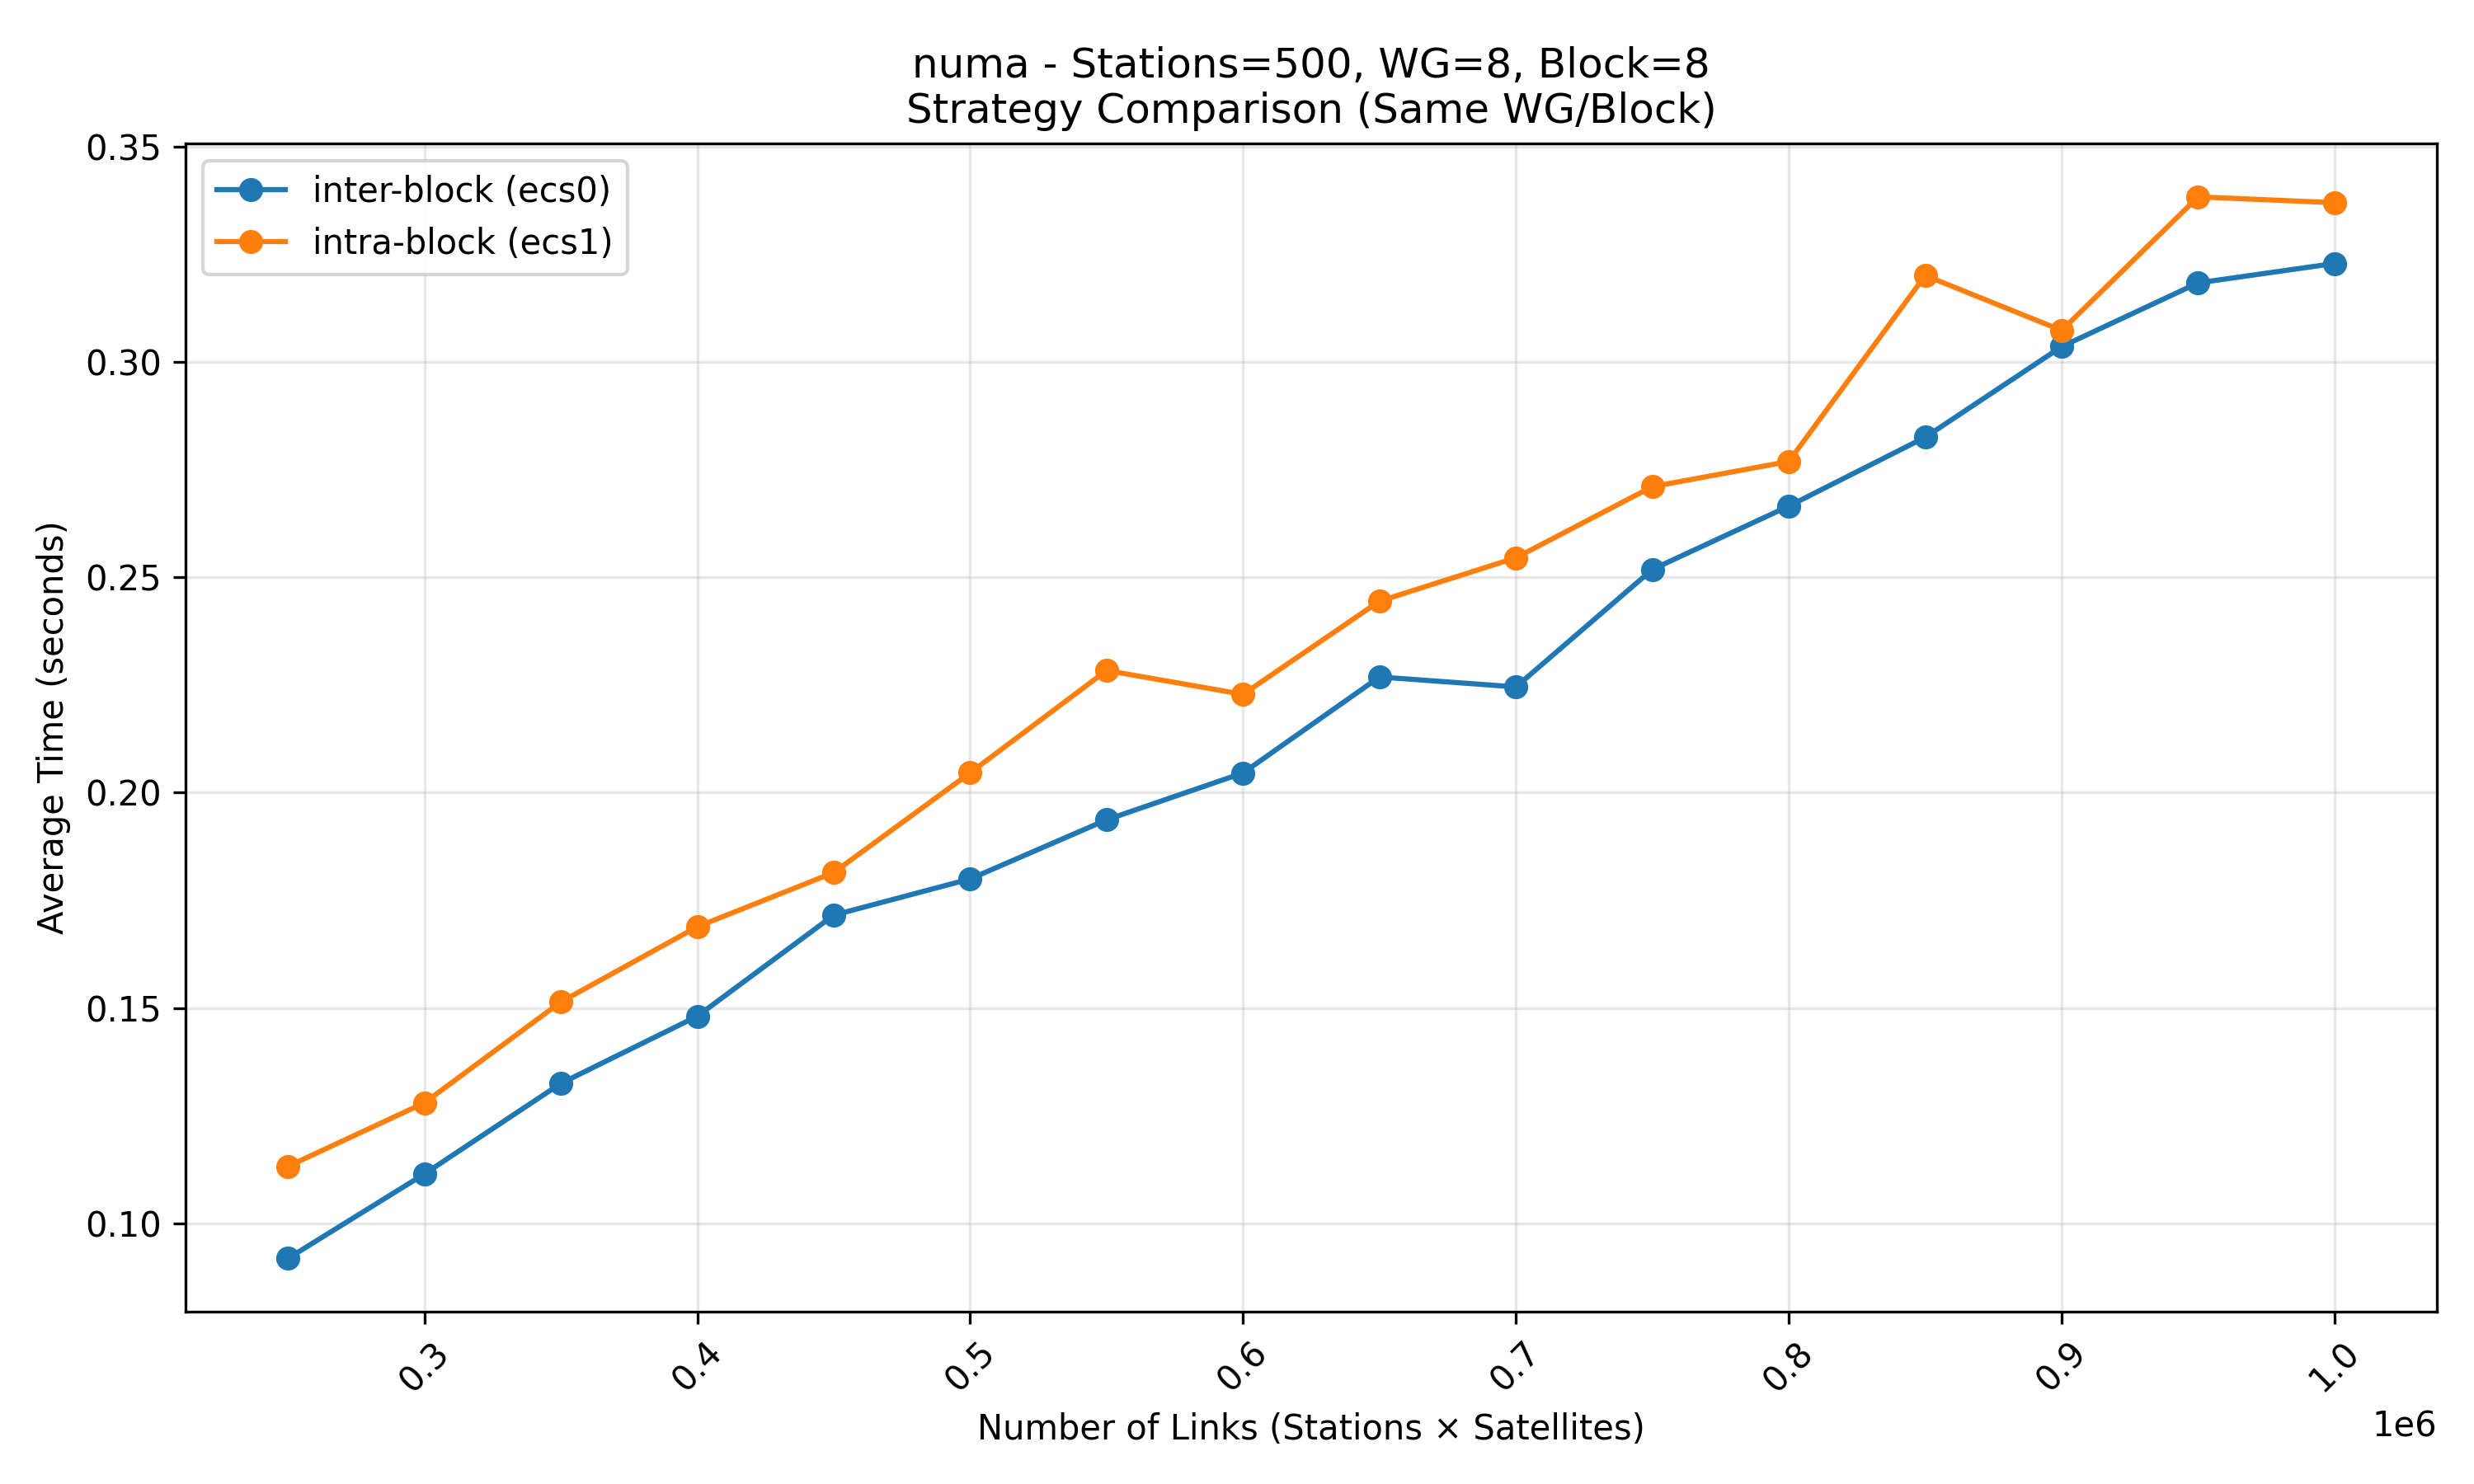 numa - Stations=500, WG=8, Block=8
Strategy Comparison (Same WG/Block)
inter-block (ecs0)
intra-block (ecs1)
Average Time (seconds)
0.35
0.30
0.25
0.20
0.15
0.10
0.3
0.4
0.5
0.6
0.7
0.8
0.9
1.0
1e6
Number of Links (Stations × Satellites)